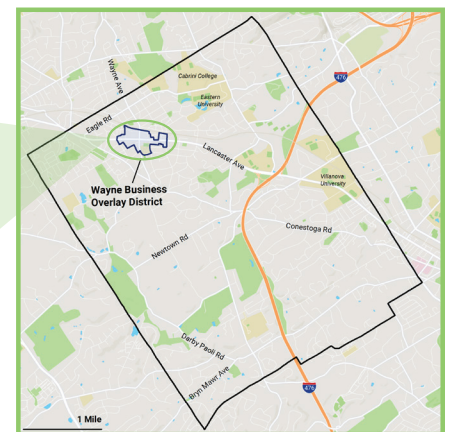 Wayne Ave
Cabrini College
476
Eastern
University
Eagle Rd
Lancaster Ave
Villanova
University
Wayne Business
Overlay District
Conestoga Rd
Newtown Rd
Darby Paoli Rd
Bryn Mawr Ave
476
1 Mile